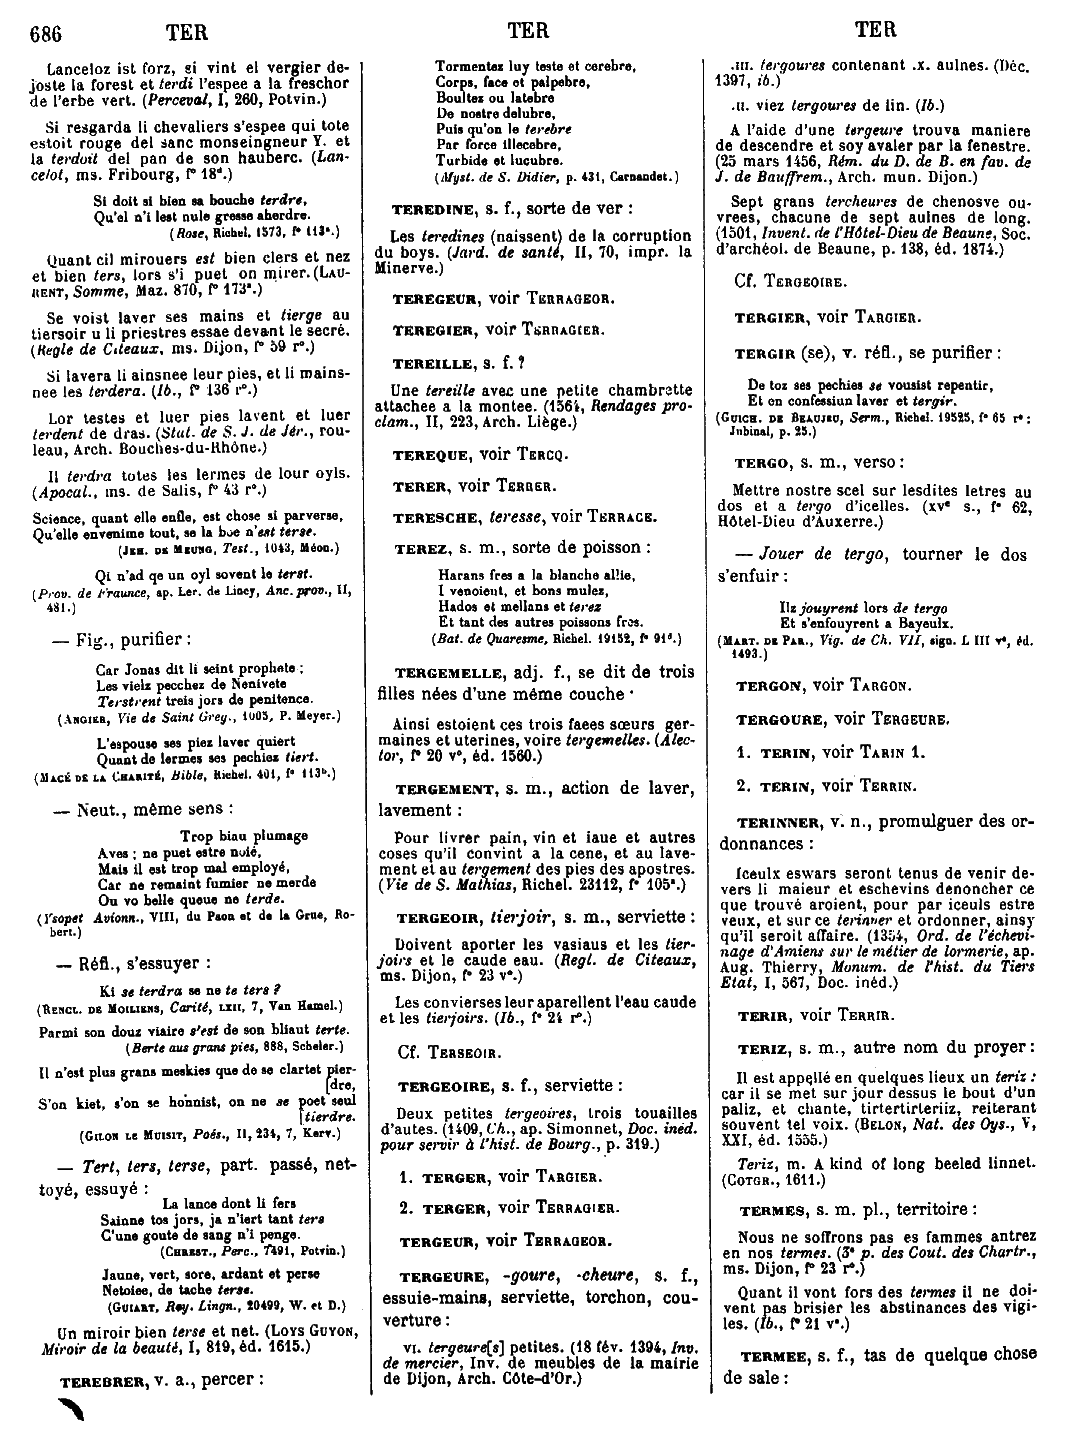 686 TER TER TER
Lanceloz ist forz, si vint el vergier de-
joste la forest et terdi l'espee a la freschor
de l'erbe vert. (Perceval, I, 260, Potvin.)
Si resgarda li chevaliers s'espee qui tote
estoit rouge del sanc monseingneur Y. et
la terdoit del pan de son hauberc. (Lan-
celot, ms. Fribourg, f° 18ᵈ.)
Si doit si bien sa bouche terdre,
Qu'el n'i lest nule gresse aherdre.
(Rose, Richel. 1573, f° 113ᵃ.)
Quant cil mirouers est bien clers et nez
et bien ters, lors s'i puet on mirer. (LAU-
RENT, Somme, Maz. 870, f° 173ᵃ.)
Se voist laver ses mains et tierge au
tiersoir u li priestres essae devant le secré.
(Regle de Citeaux, ms. Dijon, f° 59 r°.)
Si lavera li ainsnee leur pies, et li mains-
nee les terdera. (Ib., f° 136 r°.)
Lor testes et luer pies lavent et luer
terdent de dras. (Stat. de S. J. de Jér., rou-
leau, Arch. Bouches-du-Rhône.)
Il terdra totes les lermes de lour oyls.
(Apocal., ms. de Salis, f° 43 r°.)
Science, quant elle enfle, est chose si parverse,
Qu'elle envenime tout, se la boe n'est terse.
(JEH. DE MEUNG, Test., 1043, Méon.)
Qi n'ad qe un oyl sovent le terst.
(Prov. de Fraunce, ap. Ler. de Lincy, Anc. prov., II,
481.)
— Fig., purifier :
Car Jonas dit li seint prophete ;
Les vielz pecchez de Nenivete
Terstrent treis jors de penitence.
(ANGIER, Vie de Saint Greg., 1005, P. Meyer.)
L'espouse ses piez laver quiert
Quant de lermes ses pechiez tiert.
(MACÉ DE LA CHARITÉ, Bible, Richel. 401, f° 113ᵇ.)
— Neut., même sens :
Trop biau plumage
Aves ; ne puet estre noié,
Mais il est trop mal employé,
Car ne remaint fumier ne merde
Ou vo belle queue ne terde.
(Ysopet Avionn., VIII, du Paon et de la Grue, Ro-
bert.)
— Réfl., s'essuyer :
Ki se terdra se ne te ters ?
(RENCL. DE MOILIENS, Carité, LXII, 7, Van Hamel.)
Parmi son douz viaire s'est de son bliaut terte.
(Berte aus grans pies, 888, Scheler.)
Il n'est plus grans meskies que de se clartet pier-
[dre,
S'on kiet, s'on se honnist, on ne se poet seul
[tierdre.
(GILON LE MUISIT, Poés., II, 234, 7, Kerv.)
— Tert, ters, terse, part. passé, net-
toyé, essuyé :
La lance dont li fers
Sainne tos jors, ja n'iert tant ters
C'une goute de sang n'i penge.
(CHREST., Perc., 7491, Potvin.)
Jaune, vert, sore, ardant et perse
Netoiee, de tache terse.
(GUIART, Roy. Lingn., 20499, W. et D.)
Un miroir bien terse et net. (LOYS GUYON,
Miroir de la beauté, I, 819, éd. 1615.)
TEREBRER, v. a., percer :
Tormentez luy teste et cerebre,
Corps, face et palpebre,
Boultez ou latebre
De nostre delubre,
Puis qu'on le terebre
Par force illecebre,
Turbide et lucubre.
(Myst. de S. Didier, p. 431, Carnandet.)
TEREDINE, s. f., sorte de ver :
Les teredines (naissent) de la corruption
du boys. (Jard. de santé, II, 70, impr. la
Minerve.)
TEREGEUR, voir TERRAGEOR.
TEREGIER, voir TERRAGIER.
TEREILLE, s. f. ?
Une tereille avec une petite chambrette
attachee a la montee. (1564, Rendages pro-
clam., II, 223, Arch. Liège.)
TEREQUE, voir TERCQ.
TERER, voir TERRER.
TERESCHE, teresse, voir TERRACE.
TEREZ, s. m., sorte de poisson :
Harans fres a la blanche allie,
I venoient, et bons mulez,
Hados et mellans et terez
Et tant des autres poissons fres.
(Bat. de Quaresme, Richel. 19152, f° 91ᵈ.)
TERGEMELLE, adj. f., se dit de trois
filles nées d'une même couche ·
Ainsi estoient ces trois faees sœurs ger-
maines et uterines, voire tergemelles. (Alec-
tor, f° 20 v°, éd. 1560.)
TERGEMENT, s. m., action de laver,
lavement :
Pour livrer pain, vin et iaue et autres
coses qu'il convint a la cene, et au lave-
ment et au tergement des pies des apostres.
(Vie de S. Mathias, Richel. 23112, f° 105ᵃ.)
TERGEOIR, tierjoir, s. m., serviette :
Doivent aporter les vasiaus et les tier-
joirs et le caude eau. (Regl. de Citeaux,
ms. Dijon, f° 23 v°.)
Les convierses leur aparellent l'eau caude
et les tierjoirs. (Ib., f° 24 r°.)
Cf. TERSEOIR.
TERGEOIRE, s. f., serviette :
Deux petites tergeoires, trois touailles
d'autes. (1409, Ch., ap. Simonnet, Doc. inéd.
pour servir à l'hist. de Bourg., p. 319.)
1. TERGER, voir TARGIER.
2. TERGER, voir TERRAGIER.
TERGEUR, voir TERRAGEOR.
TERGEURE, -goure, -cheure, s. f.,
essuie-mains, serviette, torchon, cou-
verture :
VI. tergeure[s] petites. (18 fév. 1394, Inv.
de mercier, Inv. de meubles de la mairie
de Dijon, Arch. Côte-d'Or.)
.III. tergoures contenant .x. aulnes. (Déc.
1397, ib.)
.II. viez tergoures de lin. (Ib.)
A l'aide d'une tergeure trouva maniere
de descendre et soy avaler par la fenestre.
(25 mars 1456, Rém. du D. de B. en fav. de
J. de Bauffrem., Arch. mun. Dijon.)
Sept grans tercheures de chenosve ou-
vrees, chacune de sept aulnes de long.
(1501, Invent. de l'Hôtel-Dieu de Beaune, Soc.
d'archéol. de Beaune, p. 138, éd. 1874.)
Cf. TERGEOIRE.
TERGIER, voir TARGIER.
TERGIR (se), v. réfl., se purifier :
De toz ses pechies se vousist repentir,
Et en confession laver et tergir.
(GUICH. DE BEAUJEU, Serm., Richel. 19525, f° 65 r° :
Jubinal, p. 25.)
TERGO, s. m., verso :
Mettre nostre scel sur lesdites letres au
dos et a tergo d'icelles. (XVᵉ s., f° 62,
Hôtel-Dieu d'Auxerre.)
— Jouer de tergo, tourner le dos
s'enfuir :
Ilz jouyrent lors de tergo
Et s'enfouyrent a Bayeulx.
(MART. DE PAR., Vig. de Ch. VII, sign. L III v°, éd.
1493.)
TERGON, voir TARGON.
TERGOURE, voir TERGEURE.
1. TERIN, voir TARIN 1.
2. TERIN, voir TERRIN.
TERINNER, v. n., promulguer des or-
donnances :
Iceulx eswars seront tenus de venir de-
vers li maieur et eschevins denoncher ce
que trouvé aroient, pour par iceuls estre
veux, et sur ce terinner et ordonner, ainsy
qu'il seroit affaire. (1354, Ord. de l'échevi-
nage d'Amiens sur le métier de lormerie, ap.
Aug. Thierry, Monum. de l'hist. du Tiers
Etat, I, 567, Doc. inéd.)
TERIR, voir TERRIR.
TERIZ, s. m., autre nom du proyer :
Il est appellé en quelques lieux un teriz :
car il se met sur jour dessus le bout d'un
paliz, et chante, tirtertirteriiz, reiterant
souvent tel voix. (BELON, Nat. des Oys., V,
XXI, éd. 1555.)
Teriz, m. A kind of long beeled linnet.
(COTGR., 1611.)
TERMES, s. m. pl., territoire :
Nous ne soffrons pas es fammes antrez
en nos termes. (3ᵉ p. des Cout. des Chartr.,
ms. Dijon, f° 23 r°.)
Quant il vont fors des termes il ne doi-
vent pas brisier les abstinances des vigi-
les. (Ib., f° 21 v°.)
TERMEE, s. f., tas de quelque chose
de sale :